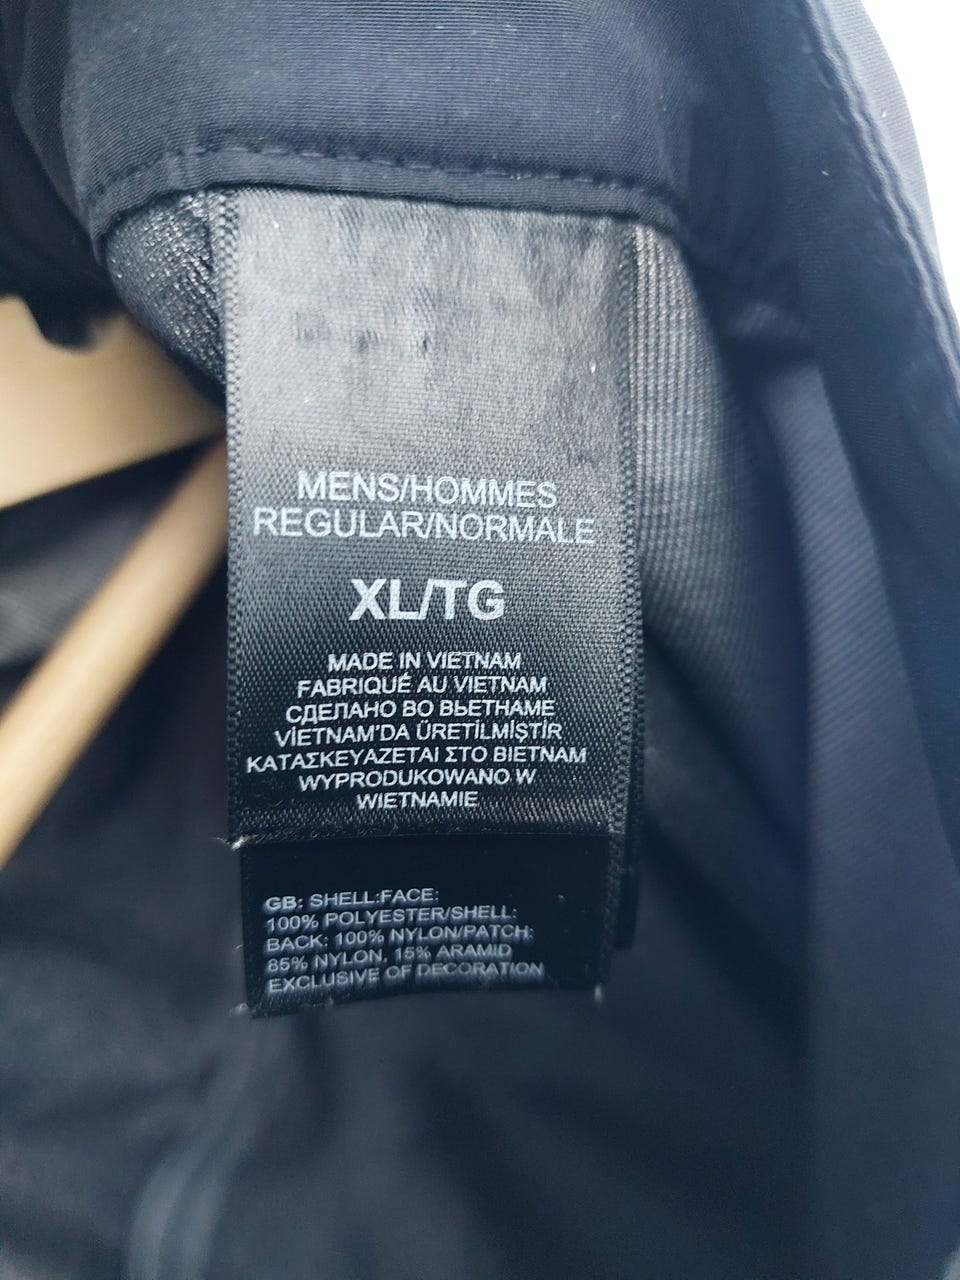 MENS/HOMMES
REGULAR/NORMALE
XL/TG
MADE IN VIETNAM
FABRIQUÉ AU VIETNAM
СДЕЛАНО ВО ВЬЕТНАМЕ
VİETNAM'DA ÜRETİLMİŞTİR
ΚΑΤΑΣΚΕΥΑΖΕΤΑΙ ΣΤΟ ΒΙΕΤΝΑΜ
WYPRODUKOWANO W
WIETNAMIE
GB: SHELL:FACE:
100% POLYESTER/SHELL:
BACK: 100% NYLON/PATCH:
85% NYLON, 15% ARAMID
EXCLUSIVE OF DECORATION